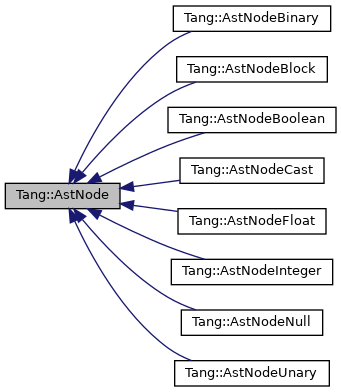 Tang::AstNodeBinary
Tang::AstNodeBlock
Tang::AstNodeBoolean
Tang::AstNodeCast
Tang::AstNode
Tang::AstNodeFloat
Tang::AstNodeInteger
Tang::AstNodeNull
Tang::AstNodeUnary